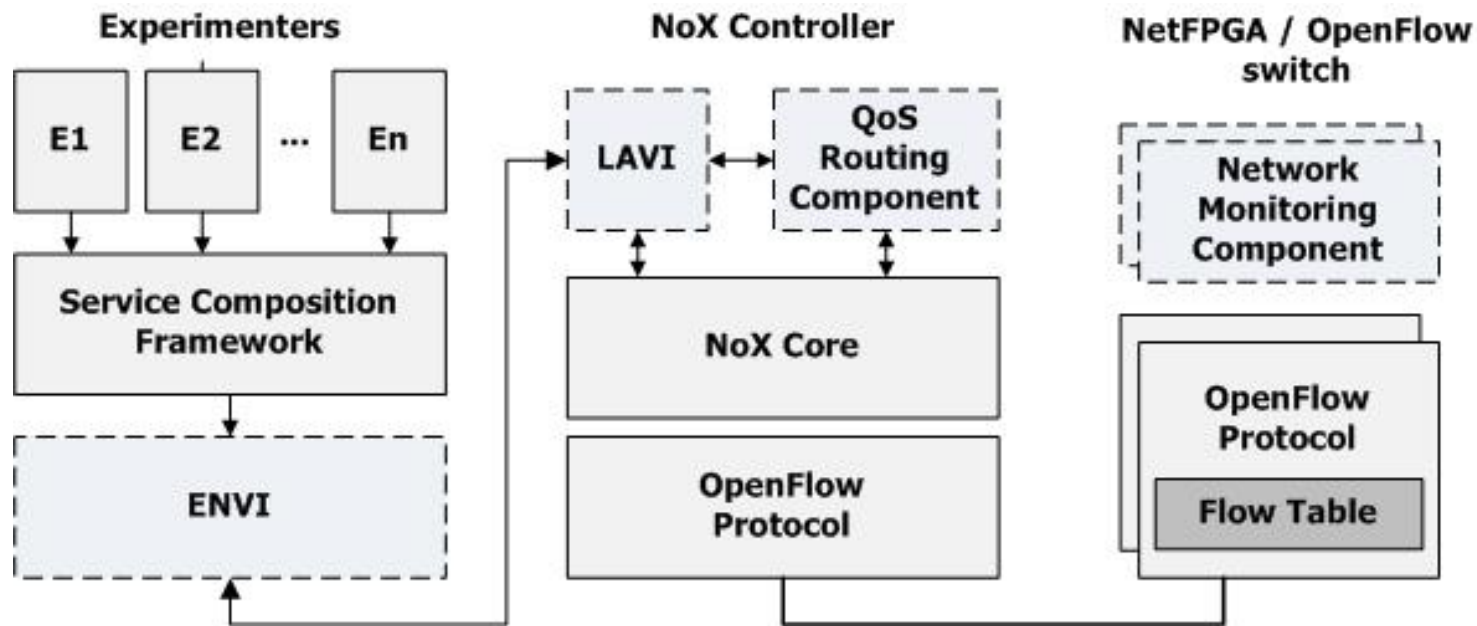 Experimenters
E1
E2
...
En
Service Composition
Framework
ENVI
NoX Controller
LAVI
QoS
Routing
Component
NoX Core
OpenFlow
Protocol
NetFPGA / OpenFlow
switch
Network
Monitoring
Component
OpenFlow
Protocol
Flow Table